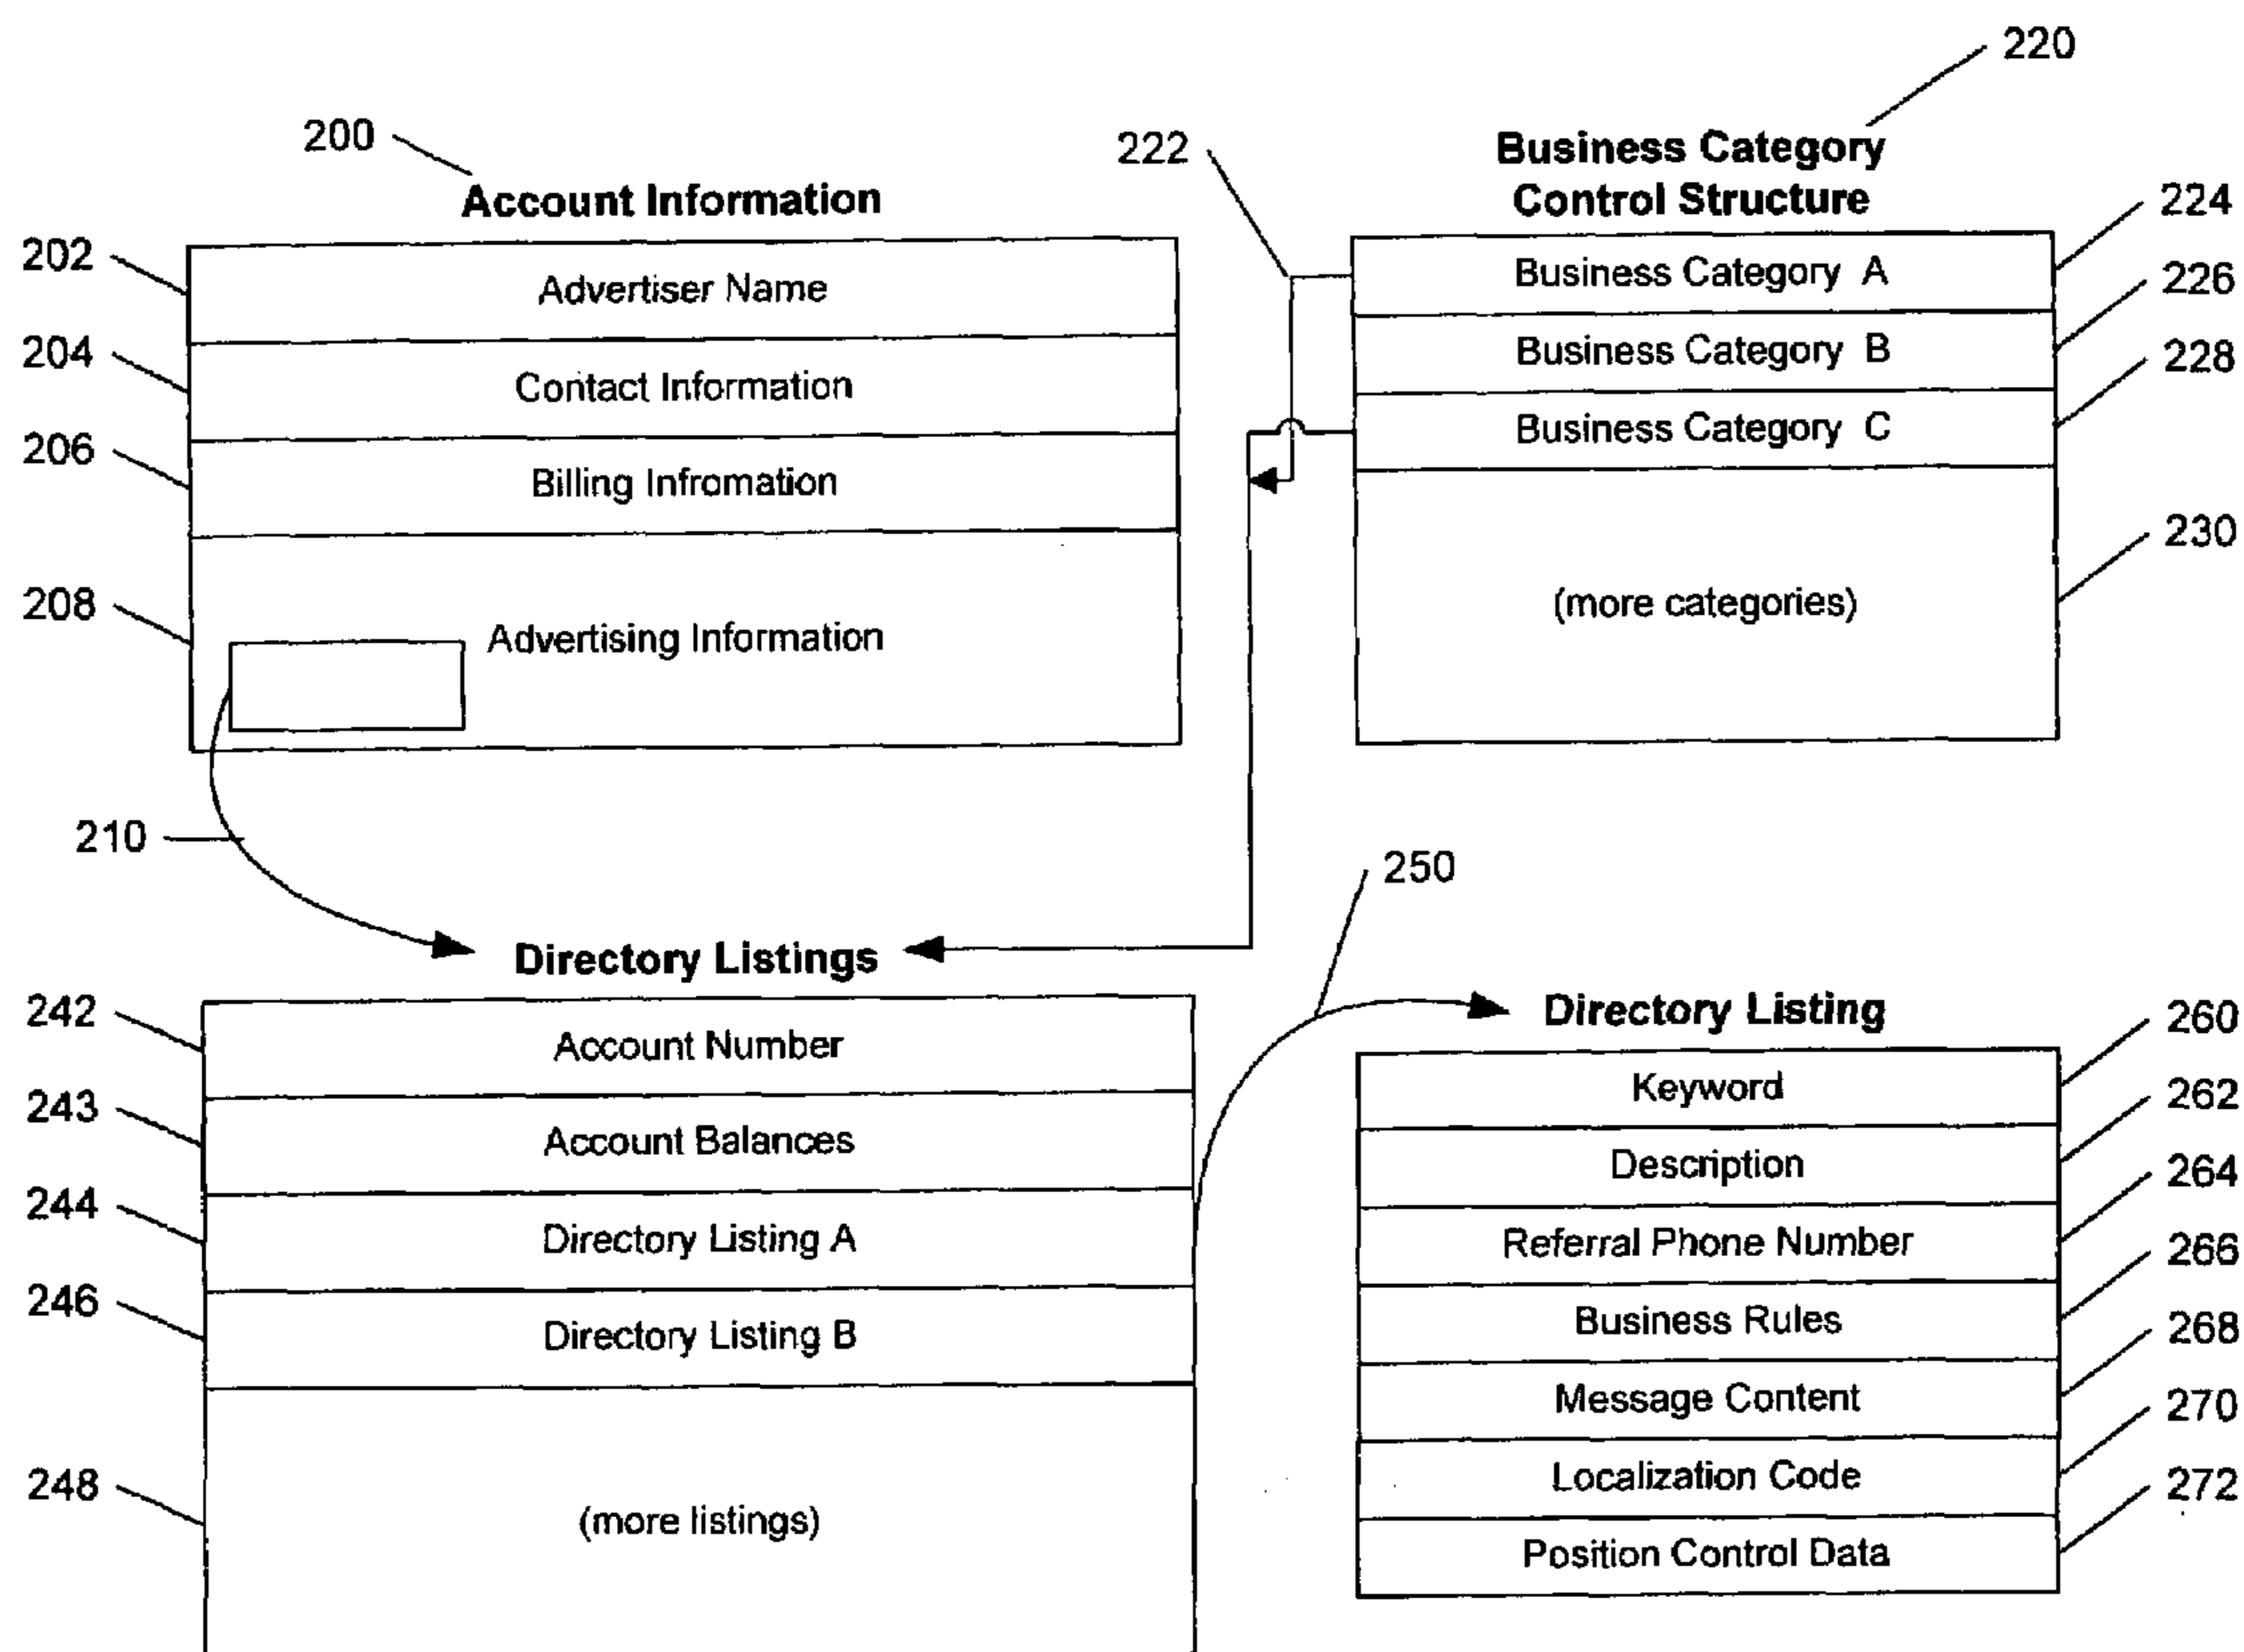 220
200
222
Business Category
Control Structure
Account Information
224
202
Advertiser Name
Business Category A
226
204
Contact Information
Business Category B
228
206
Billing Infromation
Business Category C
230
208
Advertising Information
(more categories)
210
250
Directory Listings
Directory Listing
242
Account Number
260
Keyword
243
Account Balances
262
Description
244
Directory Listing A
264
Referral Phone Number
246
Directory Listing B
266
Business Rules
268
Message Content
248
(more listings)
270
Localization Code
272
Position Control Data